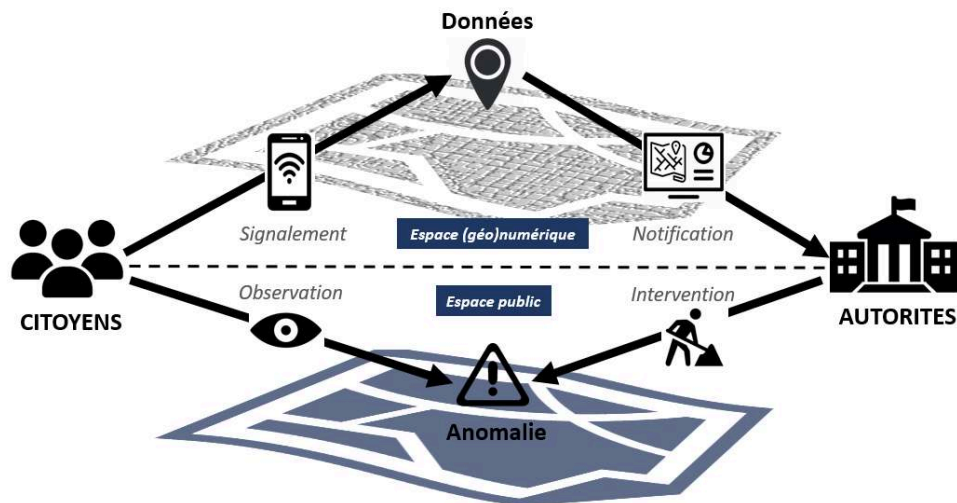 Données
Signalement
Espace (géo)numérique
Notification
CITOYENS
Observation
Espace public
Intervention
AUTORITES
Anomalie